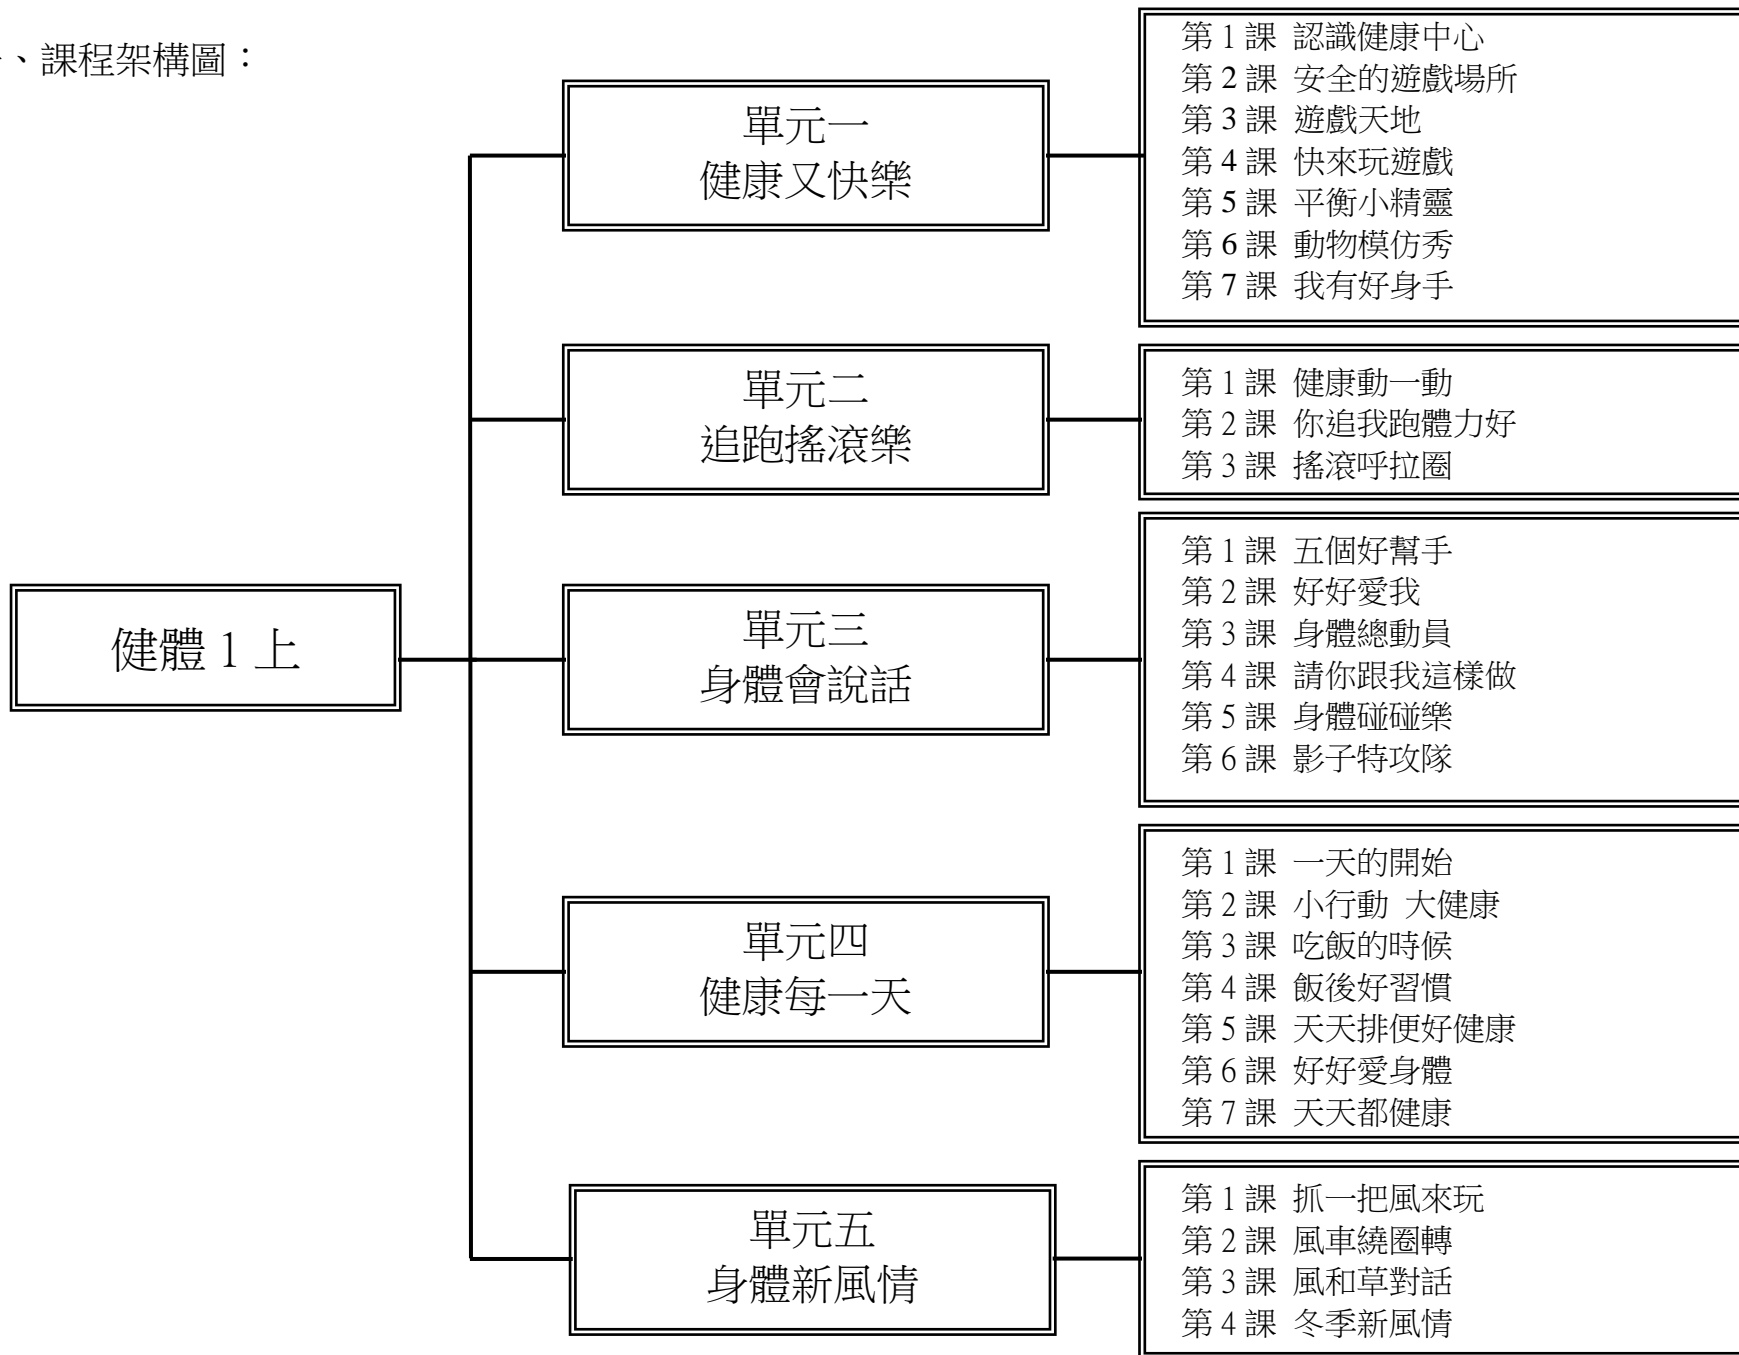 、課程架構圖：
健體 1 上
單元一
健康又快樂
第 1 課 認識健康中心
第 2 課 安全的遊戲場所
第 3 課 遊戲天地
第 4 課 快來玩遊戲
第 5 課 平衡小精靈
第 6 課 動物模仿秀
第 7 課 我有好身手
單元二
追跑搖滾樂
第 1 課 健康動一動
第 2 課 你追我跑體力好
第 3 課 搖滾呼拉圈
單元三
身體會說話
第 1 課 五個好幫手
第 2 課 好好愛我
第 3 課 身體總動員
第 4 課 請你跟我這樣做
第 5 課 身體碰碰樂
第 6 課 影子特攻隊
單元四
健康每一天
第 1 課 一天的開始
第 2 課 小行動 大健康
第 3 課 吃飯的時候
第 4 課 飯後好習慣
第 5 課 天天排便好健康
第 6 課 好好愛身體
第 7 課 天天都健康
單元五
身體新風情
第 1 課 抓一把風來玩
第 2 課 風車繞圈轉
第 3 課 風和草對話
第 4 課 冬季新風情